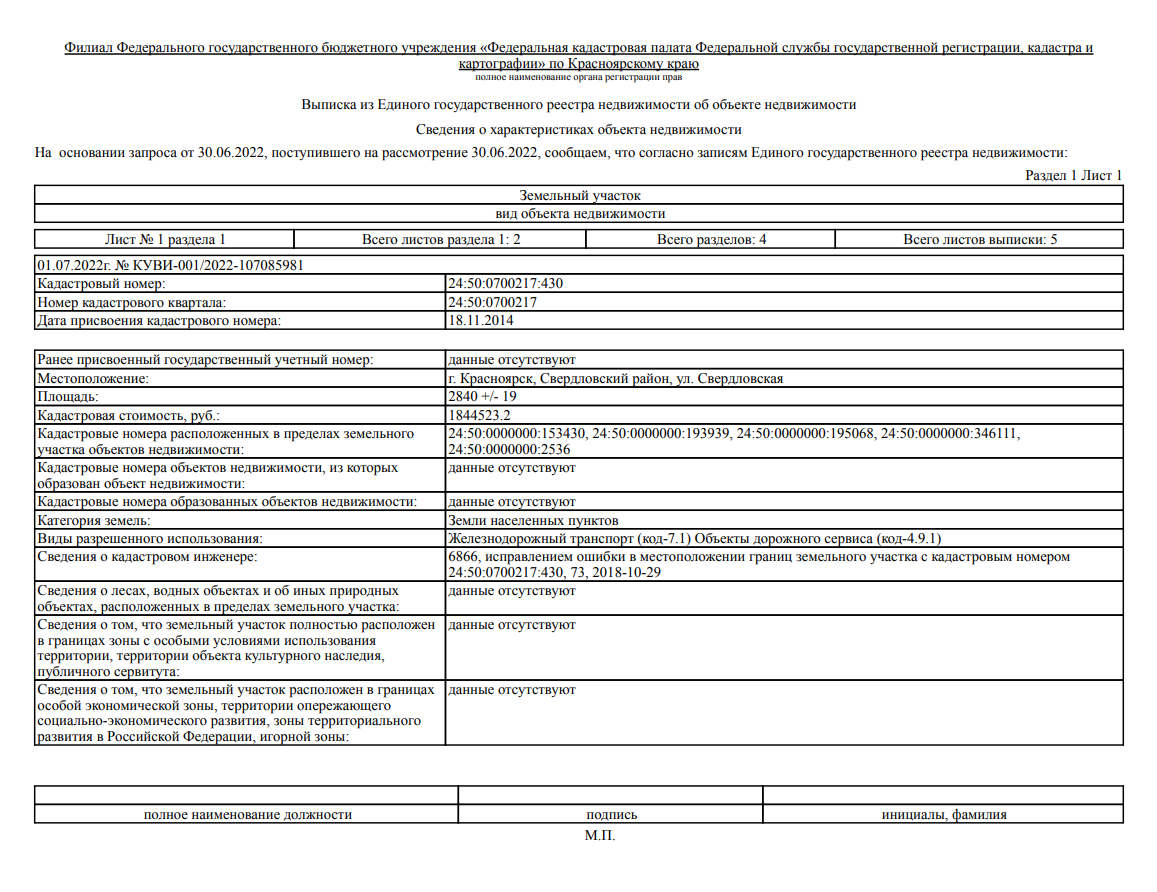 Филиал Федерального государственного бюджетного учреждения «Федеральная кадастровая палата Федеральной службы государственной регистрации, кадастра и
картографии» по Красноярскому краю
полное наименование органа регистрации прав
Выписка из Единого государственного реестра недвижимости об объекте недвижимости
Сведения о характеристиках объекта недвижимости
На основании запроса от 30.06.2022, поступившего на рассмотрение 30.06.2022, сообщаем, что согласно записям Единого государственного реестра недвижимости:
Раздел 1 Лист 1
Земельный участок
вид объекта недвижимости
Лист № 1 раздела 1 Всего листов раздела 1: 2 Всего разделов: 4 Всего листов выписки: 5
01.07.2022г. № КУВИ-001/2022-107085981
Кадастровый номер: 24:50:0700217:430
Номер кадастрового квартала: 24:50:0700217
Дата присвоения кадастрового номера: 18.11.2014
Ранее присвоенный государственный учетный номер: данные отсутствуют
Местоположение: г. Красноярск, Свердловский район, ул. Свердловская
Площадь: 2840 +/- 19
Кадастровая стоимость, руб.: 1844523.2
Кадастровые номера расположенных в пределах земельного
участка объектов недвижимости:
24:50:0000000:153430, 24:50:0000000:193939, 24:50:0000000:195068, 24:50:0000000:346111,
24:50:0000000:2536
Кадастровые номера объектов недвижимости, из которых
образован объект недвижимости:
данные отсутствуют
Кадастровые номера образованных объектов недвижимости: данные отсутствуют
Категория земель: Земли населенных пунктов
Виды разрешенного использования: Железнодорожный транспорт (код-7.1) Объекты дорожного сервиса (код-4.9.1)
Сведения о кадастровом инженере:
6866, исправлением ошибки в местоположении границ земельного участка с кадастровым номером
24:50:0700217:430, 73, 2018-10-29
Сведения о лесах, водных объектах и об иных природных
объектах, расположенных в пределах земельного участка:
данные отсутствуют
Сведения о том, что земельный участок полностью расположен
в границах зоны с особыми условиями использования
территории, территории объекта культурного наследия,
публичного сервитута:
данные отсутствуют
Сведения о том, что земельный участок расположен в границах
особой экономической зоны, территории опережающего
социально-экономического развития, зоны территориального
развития в Российской Федерации, игорной зоны:
данные отсутствуют
полное наименование должности подпись инициалы, фамилия
М.П.